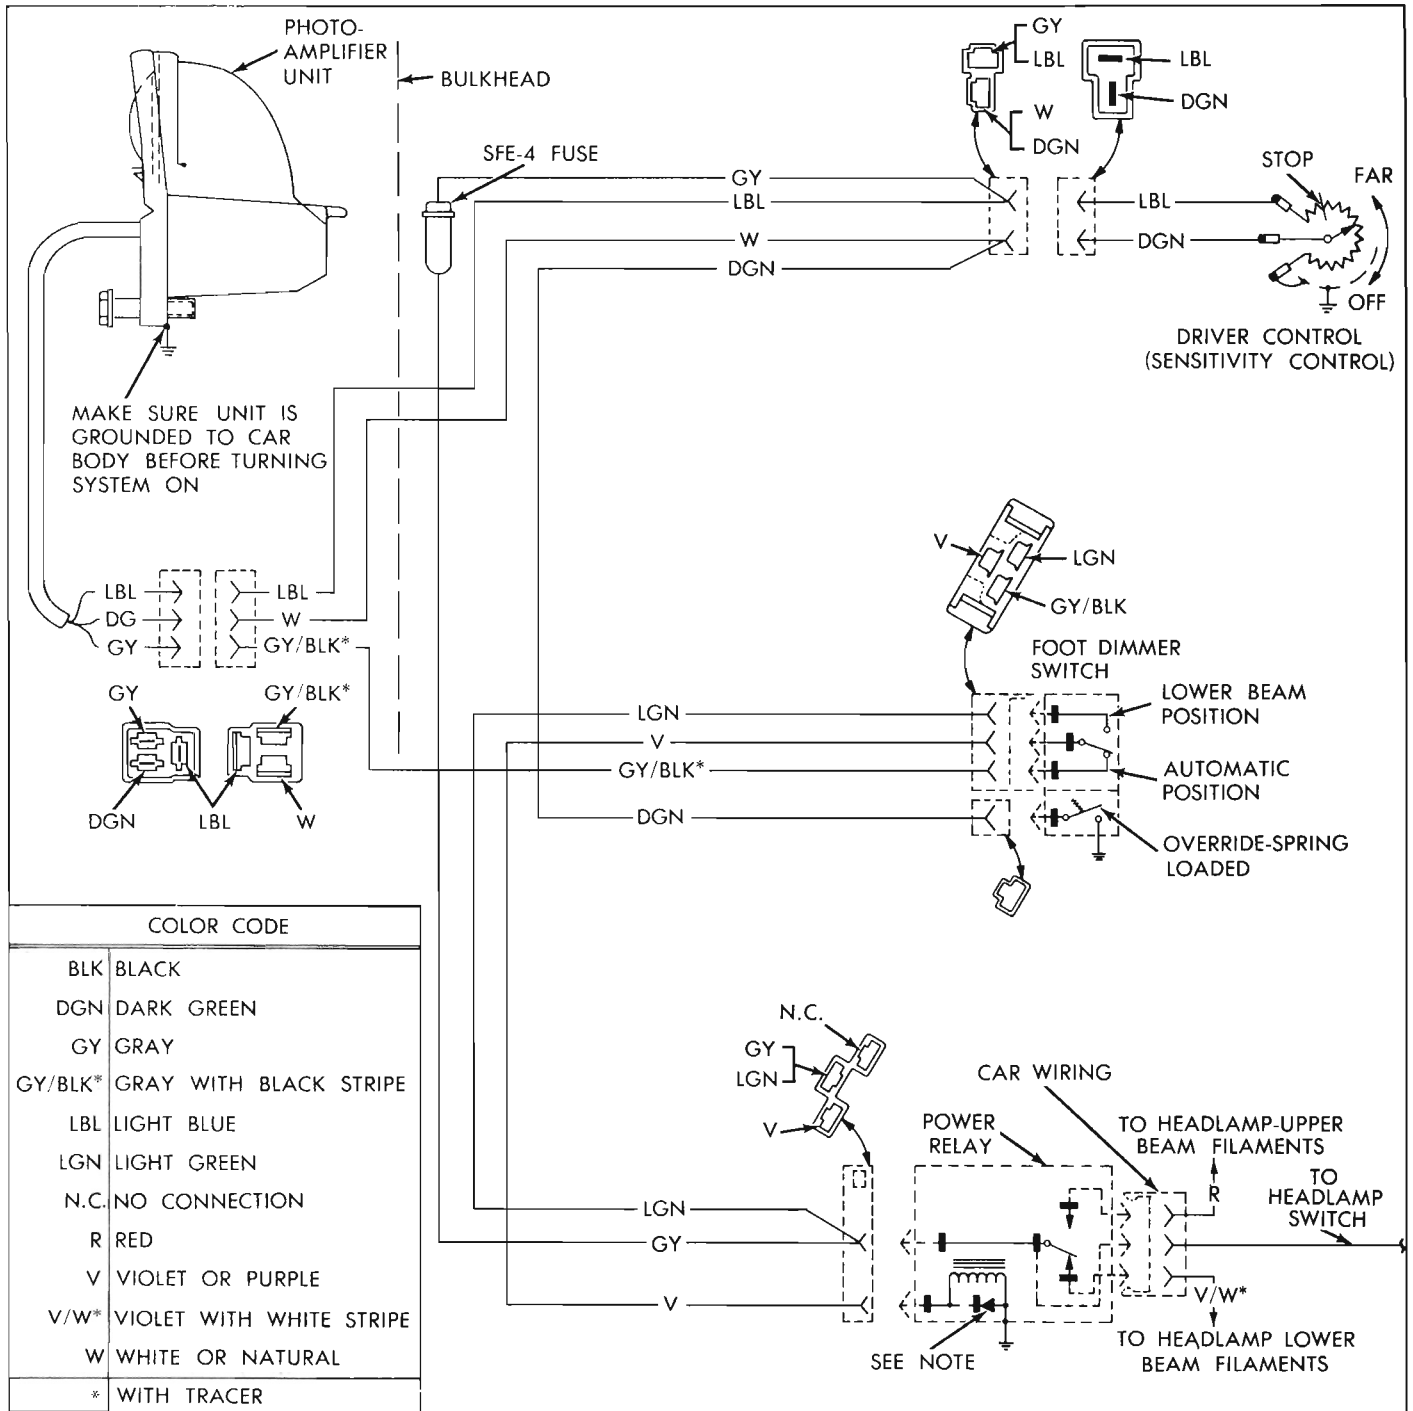 PHOTO-
AMPLIFIER
UNIT
BULKHEAD
SFE-4 FUSE
GY
LBL
W
DGN
LBL
DGN
GY
LBL
W
DGN
LBL
DGN
STOP
FAR
OFF
DRIVER CONTROL
(SENSITIVITY CONTROL)
MAKE SURE UNIT IS
GROUNDED TO CAR
BODY BEFORE TURNING
SYSTEM ON
LBL
DG
GY
LBL
W
GY/BLK*
GY
GY/BLK*
DGN
LBL
W
V
LGN
GY/BLK
FOOT DIMMER
SWITCH
LOWER BEAM
POSITION
AUTOMATIC
POSITION
OVERRIDE-SPRING
LOADED
LGN
V
GY/BLK*
DGN
COLOR CODE
BLK BLACK
DGN DARK GREEN
GY GRAY
GY/BLK* GRAY WITH BLACK STRIPE
LBL LIGHT BLUE
LGN LIGHT GREEN
N.C. NO CONNECTION
R RED
V VIOLET OR PURPLE
V/W* VIOLET WITH WHITE STRIPE
W WHITE OR NATURAL
* WITH TRACER
N.C.
GY
LGN
V
LGN
GY
V
POWER
RELAY
CAR WIRING
SEE NOTE
TO HEADLAMP-UPPER
BEAM FILAMENTS
R
TO
HEADLAMP
SWITCH
V/W*
TO HEADLAMP LOWER
BEAM FILAMENTS